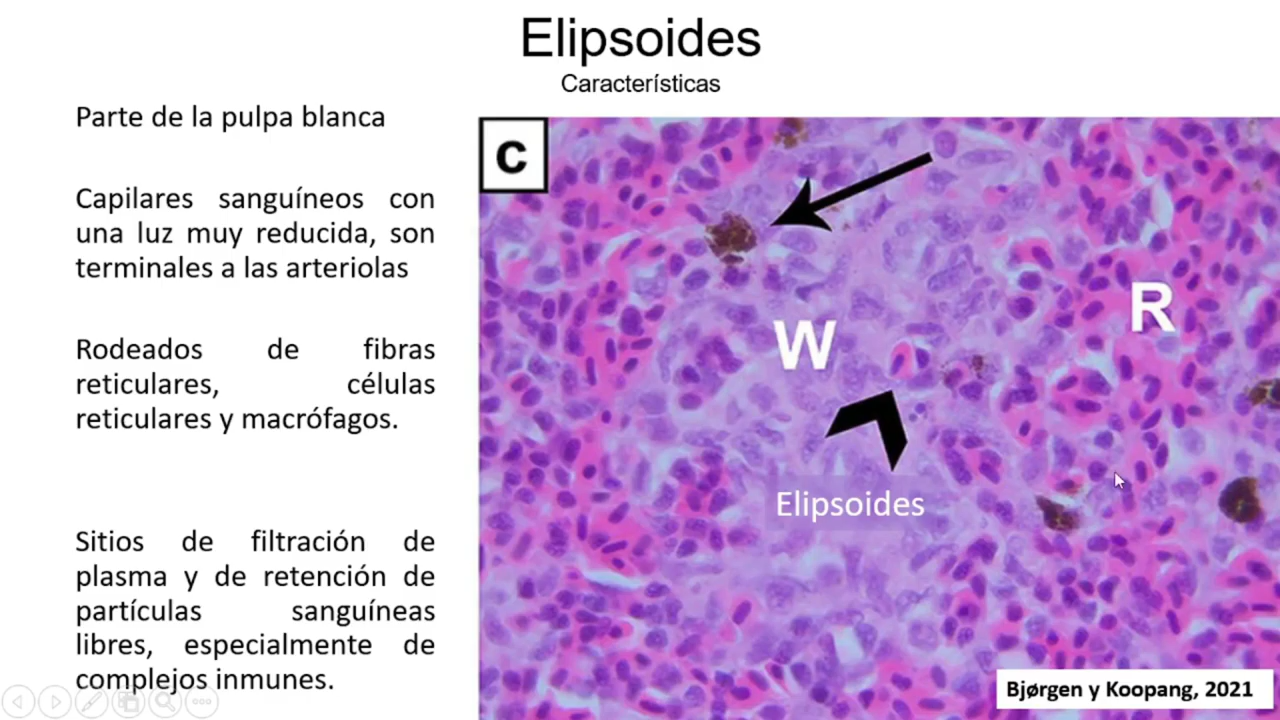 Elipsoides
Características
Parte de la pulpa blanca
Capilares sanguíneos con
una luz muy reducida, son
terminales a las arteriolas
Rodeados de fibras
reticulares, células
reticulares y macrófagos.
Sitios de filtración de
plasma y de retención de
partículas sanguíneas
libres, especialmente de
complejos inmunes.
C
W
R
Elipsoides
Bjørgen y Koopang, 2021